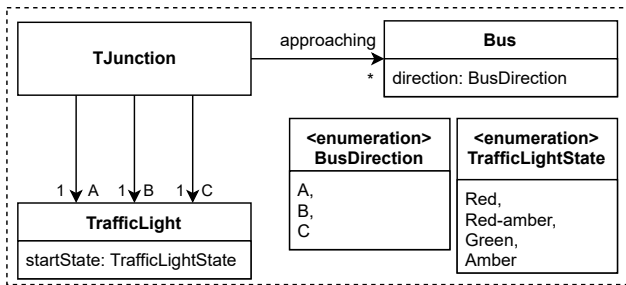 TJunction
approaching
*
Bus
direction: BusDirection
1 A 1 B 1 C
TrafficLight
startState: TrafficLightState
<enumeration>
BusDirection
A,
B,
C
<enumeration>
TrafficLightState
Red,
Red-amber,
Green,
Amber